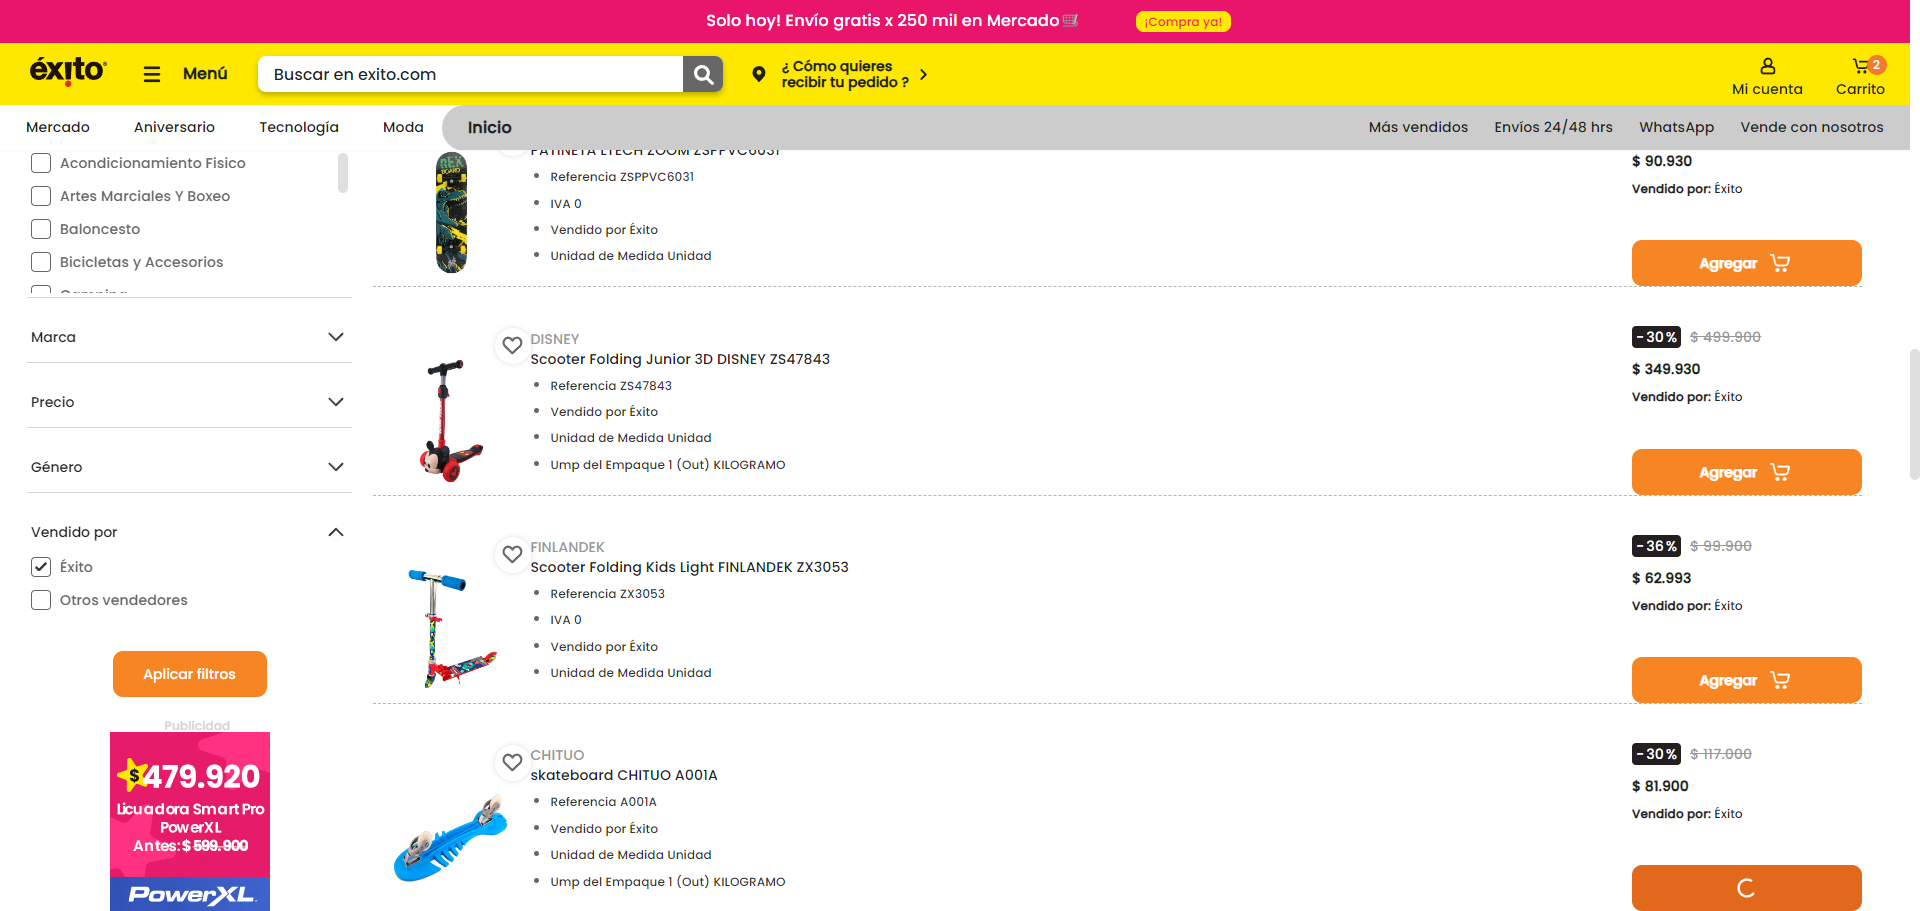 Solo hoy! Envío gratis x 250 mil en Mercado
¡Compra ya!
éxito
Menú
Buscar en exito.com
¿ Cómo quieres
recibir tu pedido ?
Mi cuenta
2
Carrito
Mercado
Aniversario
Tecnología
Moda
Inicio
Más vendidos
Envíos 24/48 hrs
WhatsApp
Vende con nosotros
Acondicionamiento Fisico
Artes Marciales Y Boxeo
Baloncesto
Bicicletas y Accesorios
Camping
Marca
Precio
Género
Vendido por
Éxito
Otros vendedores
Aplicar filtros
Publicidad
$479.920
Licuadora Smart Pro
PowerXL
Antes:$ 599.900
PowerXL
REX
BOARD
PATINETA LTECH ZOOM ZSPPVC6031
Referencia ZSPPVC6031
IVA 0
Vendido por Éxito
Unidad de Medida Unidad
$ 90.930
Vendido por: Éxito
Agregar
DISNEY
Scooter Folding Junior 3D DISNEY ZS47843
Referencia ZS47843
Vendido por Éxito
Unidad de Medida Unidad
Ump del Empaque 1 (Out) KILOGRAMO
-30% $ 499.900
$ 349.930
Vendido por: Éxito
Agregar
FINLANDEK
Scooter Folding Kids Light FINLANDEK ZX3053
Referencia ZX3053
IVA 0
Vendido por Éxito
Unidad de Medida Unidad
-36% $ 99.900
$ 62.993
Vendido por: Éxito
Agregar
CHITUO
skateboard CHITUO A001A
Referencia A001A
Vendido por Éxito
Unidad de Medida Unidad
Ump del Empaque 1 (Out) KILOGRAMO
-30% $ 117.000
$ 81.900
Vendido por: Éxito